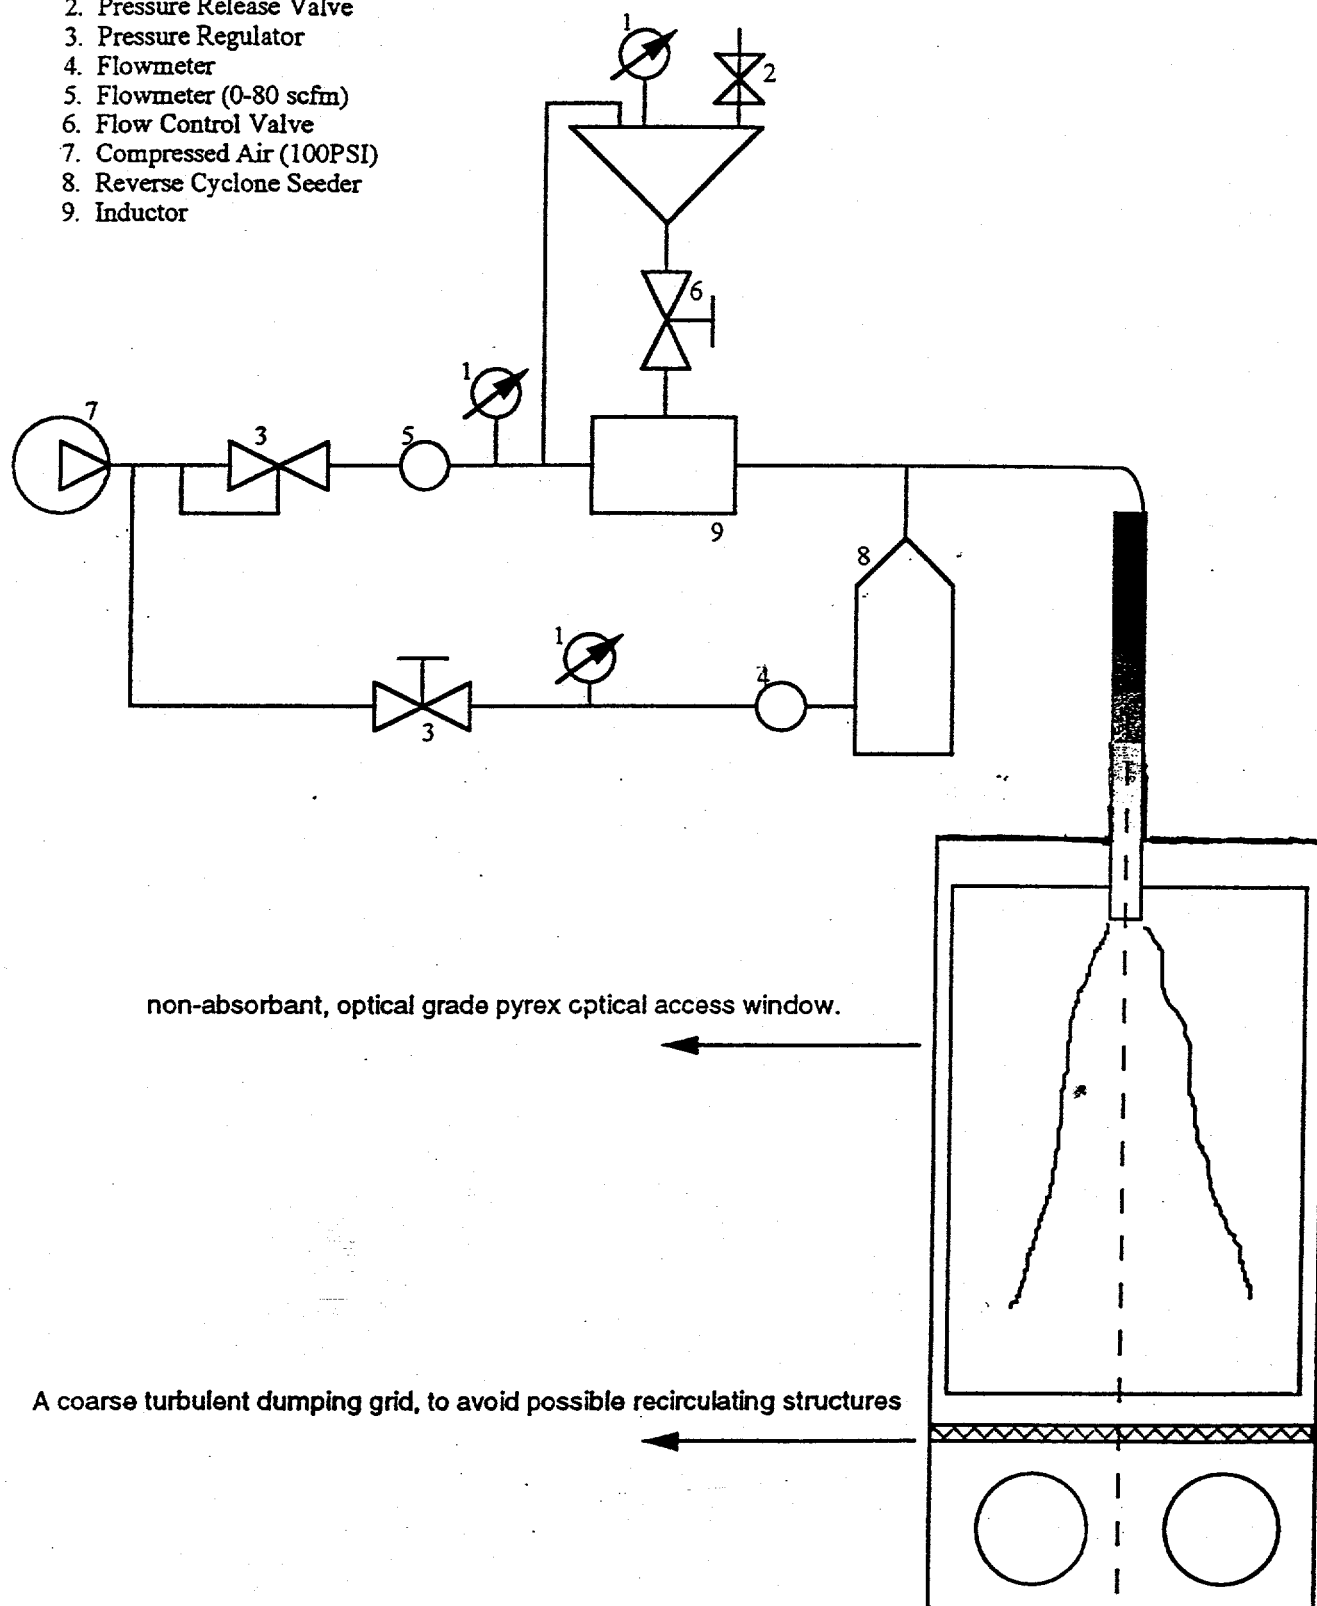 2. Pressure Release Valve
3. Pressure Regulator
4. Flowmeter
5. Flowmeter (0-80 scfm)
6. Flow Control Valve
7. Compressed Air (100PSI)
8. Reverse Cyclone Seeder
9. Inductor
1
2
6
1
7
3
5
9
8
1
4
3
non-absorbant, optical grade pyrex optical access window.
A coarse turbulent dumping grid, to avoid possible recirculating structures